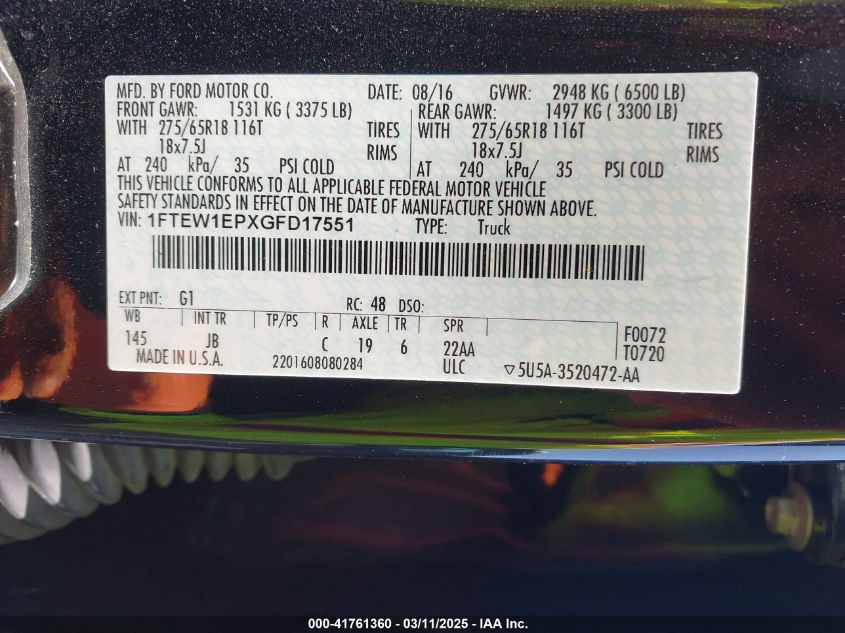 MFD. BY FORD MOTOR CO. DATE: 08/16 GVWR: 2948 KG ( 6500 LB)
FRONT GAWR: 1531 KG ( 3375 LB) REAR GAWR: 1497 KG ( 3300 LB)
WITH 275/65R18 116T TIRES WITH 275/65R18 116T TIRES
18x7.5J RIMS 18x7.5J RIMS
AT 240 kPa/ 35 PSI COLD AT 240 kPa/ 35 PSI COLD
THIS VEHICLE CONFORMS TO ALL APPLICABLE FEDERAL MOTOR VEHICLE
SAFETY STANDARDS IN EFFECT ON THE DATE OF MANUFACTURE SHOWN ABOVE.
VIN: 1FTEW1EPXGFD17551 TYPE: Truck
EXT PNT: G1 RC: 48 DSO:
WB INT TR TP/PS R AXLE TR SPR F0072
145 JB C 19 6 22AA T0720
MADE IN U.S.A. 2201608080284 ULC ▽5U5A-3520472-AA
000-41761360 - 03/11/2025 - IAA Inc.